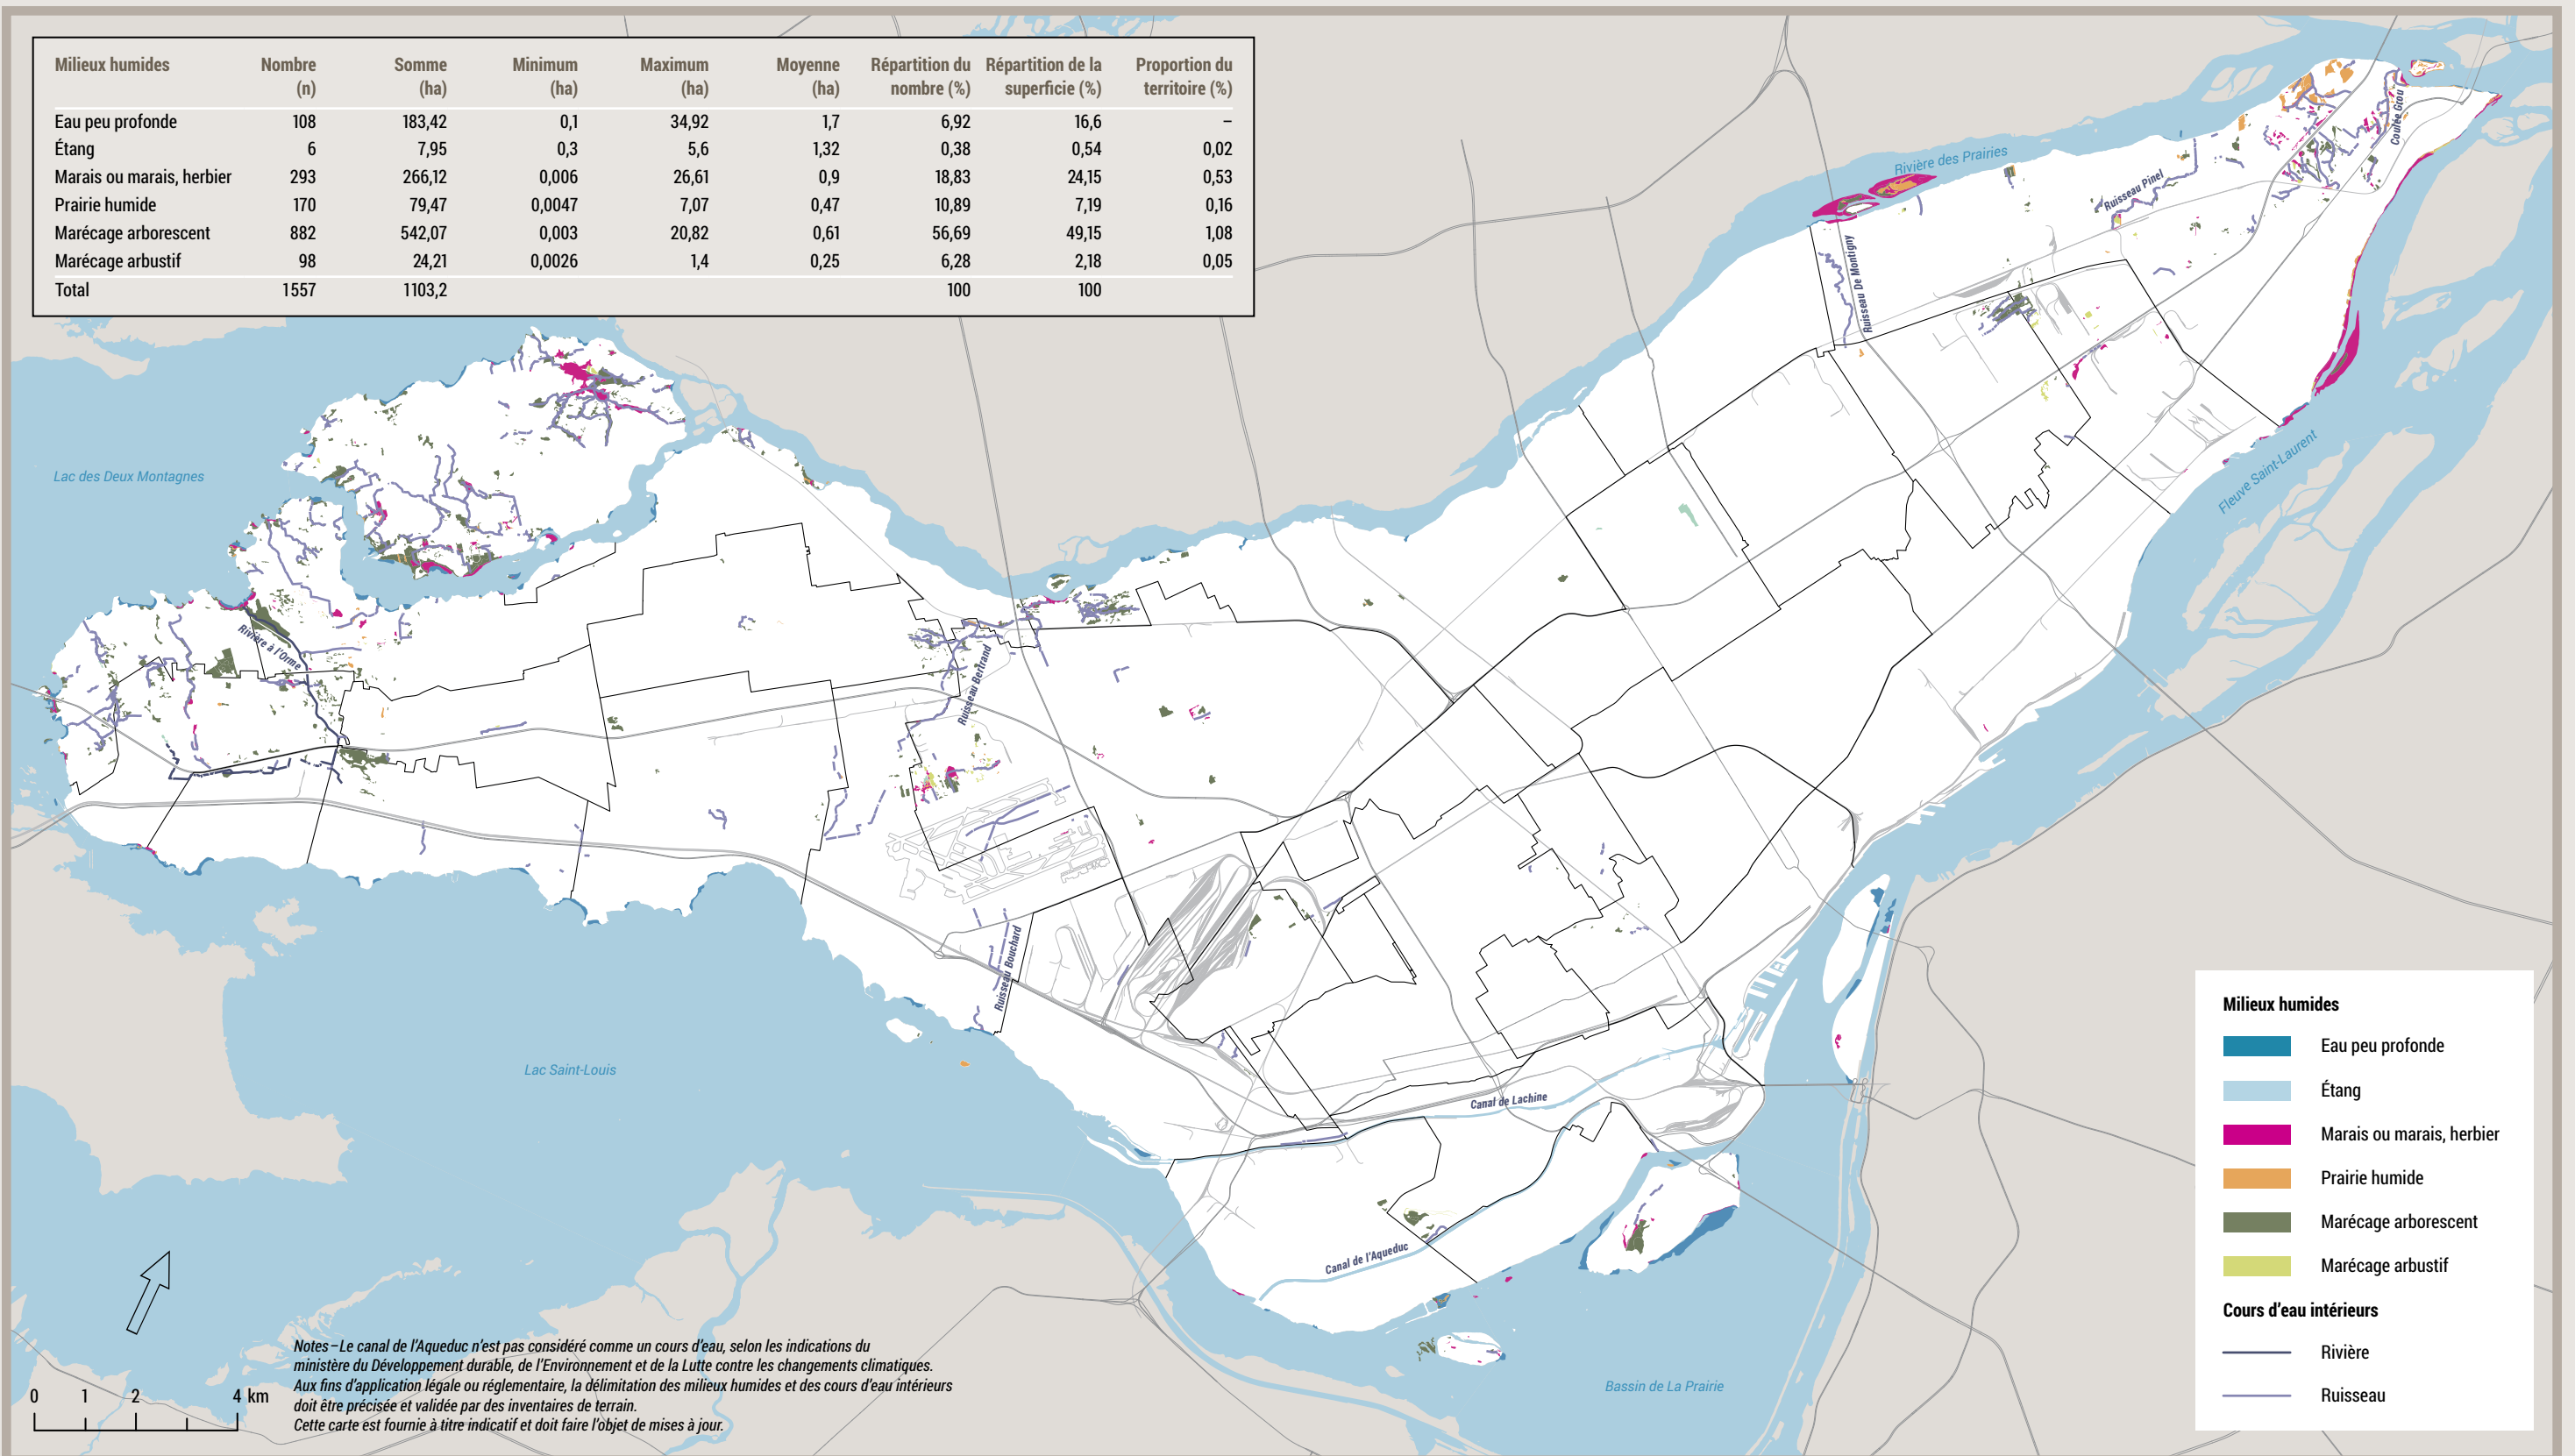 Milieux humides Nombre (n) Somme (ha) Minimum (ha) Maximum (ha) Moyenne (ha) Répartition du nombre (%) Répartition de la superficie (%) Proportion du territoire (%)
Eau peu profonde 108 183,42 0,1 34,92 1,7 6,92 16,6 –
Étang 6 7,95 0,3 5,6 1,32 0,38 0,54 0,02
Marais ou marais, herbier 293 266,12 0,006 26,61 0,9 18,83 24,15 0,53
Prairie humide 170 79,47 0,0047 7,07 0,47 10,89 7,19 0,16
Marécage arborescent 882 542,07 0,003 20,82 0,61 56,69 49,15 1,08
Marécage arbustif 98 24,21 0,0026 1,4 0,25 6,28 2,18 0,05
Total 1557 1103,2 100 100
Rivière des Prairies
Coulée Grou
Ruisseau Pinel
Ruisseau De Montigny
Fleuve Saint-Laurent
Lac des Deux Montagnes
Rivière à l'Orme
Ruisseau Bertrand
Ruisseau Bouchard
Lac Saint-Louis
Canal de Lachine
Canal de l'Aqueduc
Bassin de La Prairie
Milieux humides
Eau peu profonde
Étang
Marais ou marais, herbier
Prairie humide
Marécage arborescent
Marécage arbustif
Cours d'eau intérieurs
Rivière
Ruisseau
0 1 2 4 km
Notes – Le canal de l'Aqueduc n'est pas considéré comme un cours d'eau, selon les indications du
ministère du Développement durable, de l'Environnement et de la Lutte contre les changements climatiques.
Aux fins d'application légale ou réglementaire, la délimitation des milieux humides et des cours d'eau intérieurs
doit être précisée et validée par des inventaires de terrain.
Cette carte est fournie à titre indicatif et doit faire l'objet de mises à jour.